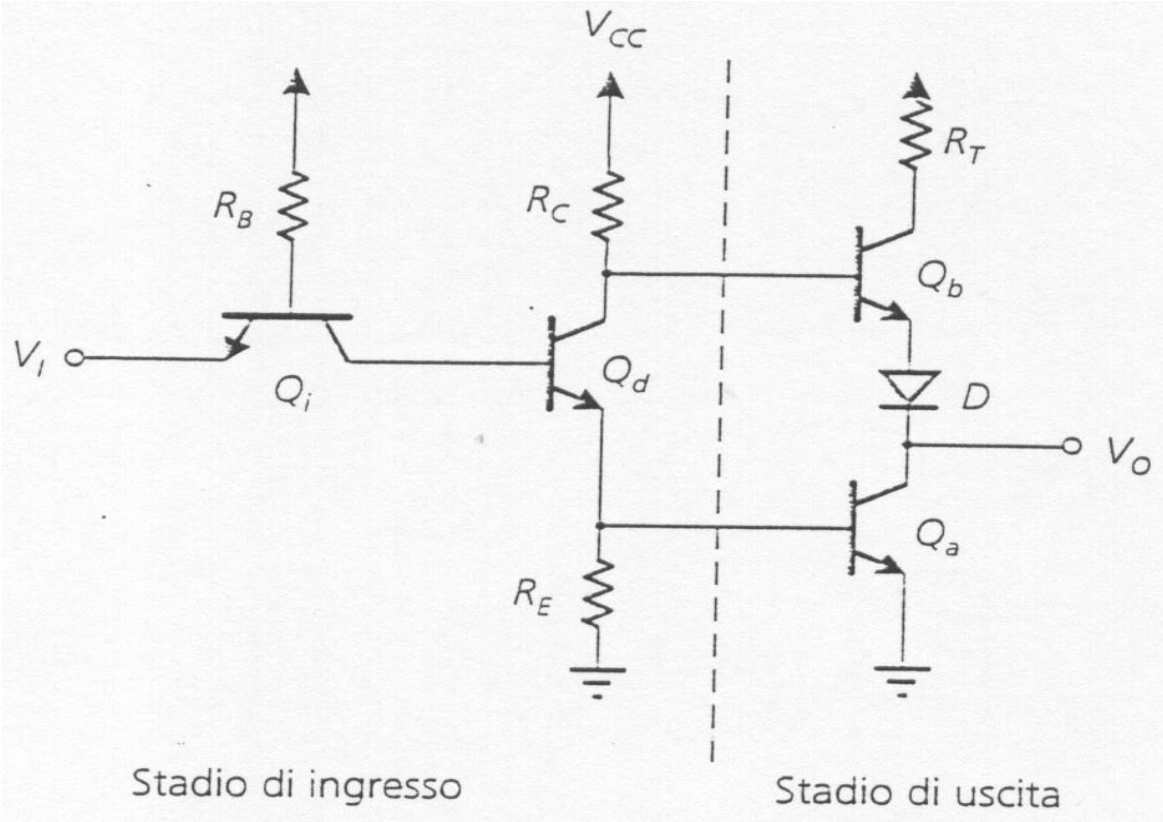 V_CC
R_B
R_C
R_T
Q_b
V_I
Q_i
Q_d
D
V_O
Q_a
R_E
Stadio di ingresso
Stadio di uscita